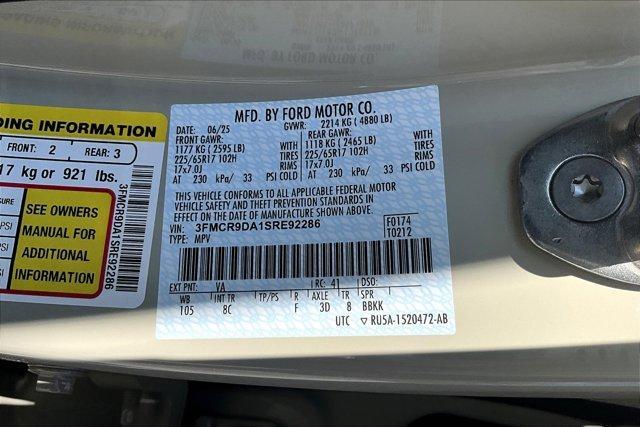 DING INFORMATION
FRONT: 2 REAR: 3
17 kg or 921 lbs.
SURE
PSI
PSI
PSI
SEE OWNERS
MANUAL FOR
ADDITIONAL
INFORMATION
3FMCR9DA1SRE92286
MFD. BY FORD MOTOR CO.
DATE: 06/25 GVWR: 2214 KG ( 4880 LB)
FRONT GAWR: REAR GAWR:
1177 KG ( 2595 LB) WITH 1118 KG ( 2465 LB) WITH
225/65R17 102H TIRES 225/65R17 102H TIRES
17x7.0J RIMS 17x7.0J RIMS
AT 230 kPa/ 33 PSI COLD AT 230 kPa/ 33 PSI COLD
THIS VEHICLE CONFORMS TO ALL APPLICABLE FEDERAL MOTOR
VEHICLE SAFETY AND THEFT PREVENTION STANDARDS IN
EFFECT ON THE DATE OF MANUFACTURE SHOWN ABOVE.
VIN: 3FMCR9DA1SRE92286 F0174
TYPE: MPV T0212
EXT PNT: VA RC: 41 DSO:
WB INT TR TP/PS R AXLE TR SPR
105 8C F 3D 8 BBKK
UTC ▽ RU5A-1520472-AB